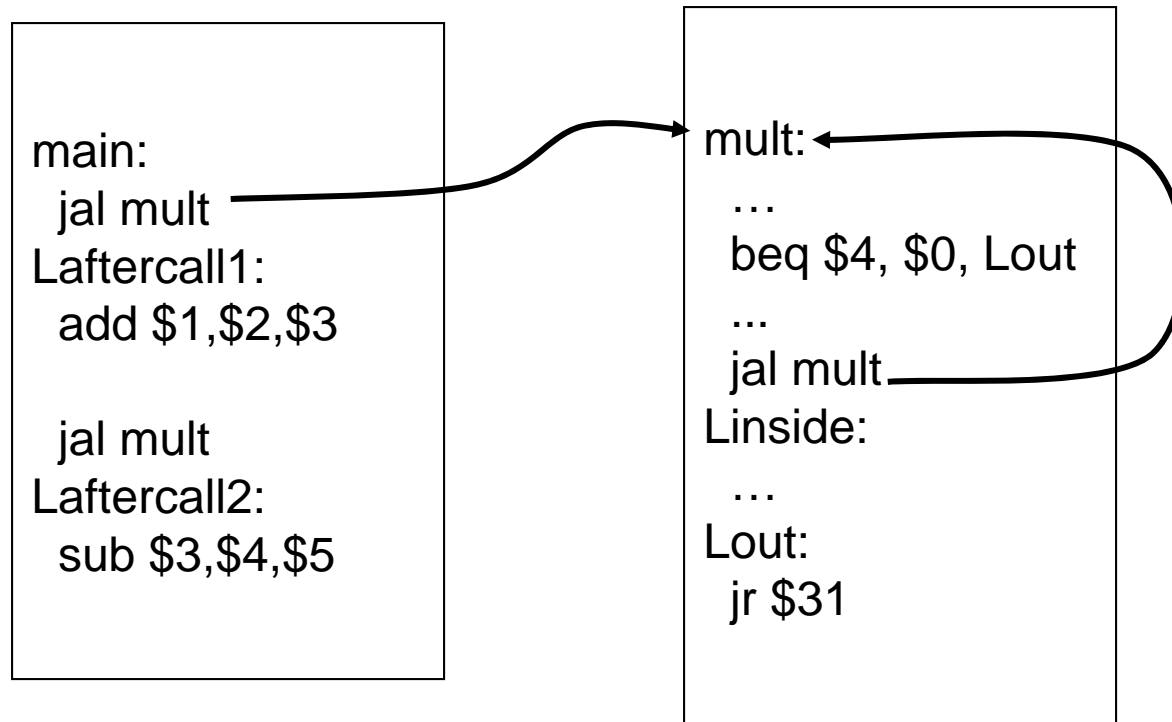 main:
jal mult
Laftercall1:
add $1,$2,$3
jal mult
Laftercall2:
sub $3,$4,$5
mult:
…
beq $4, $0, Lout
...
jal mult
Linside:
…
Lout:
jr $31